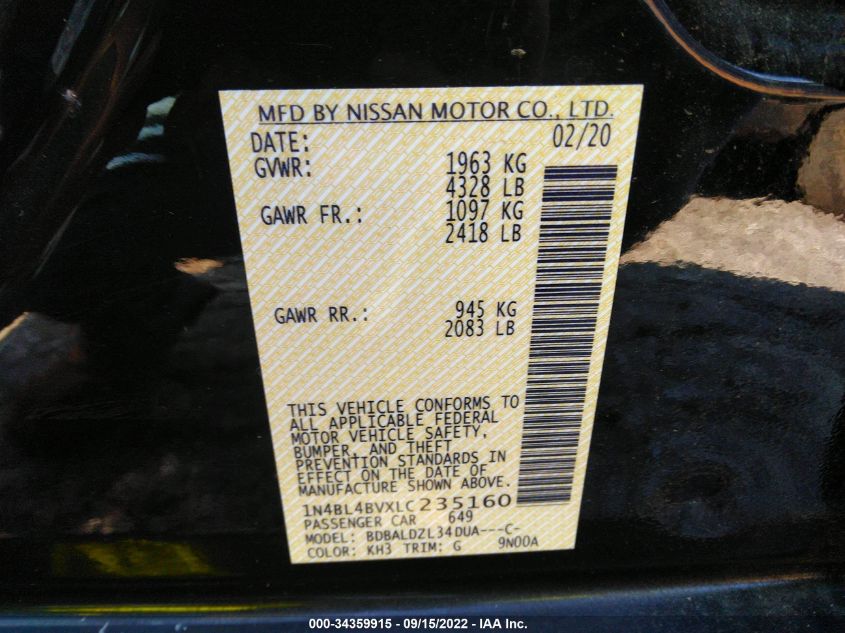 MFD BY NISSAN MOTOR CO., LTD.
DATE: 02/20
GVWR: 1963 KG
4328 LB
GAWR FR.: 1097 KG
2418 LB
GAWR RR.: 945 KG
2083 LB
THIS VEHICLE CONFORMS TO
ALL APPLICABLE FEDERAL
MOTOR VEHICLE SAFETY,
BUMPER, AND THEFT
PREVENTION STANDARDS IN
EFFECT ON THE DATE OF
MANUFACTURE SHOWN ABOVE.
1N4BL4BVXLC235160
PASSENGER CAR 649
MODEL: BDBALDZL34DUA---C-
COLOR: KH3 TRIM: G 9N00A
000-34359915 - 09/15/2022 - IAA Inc.